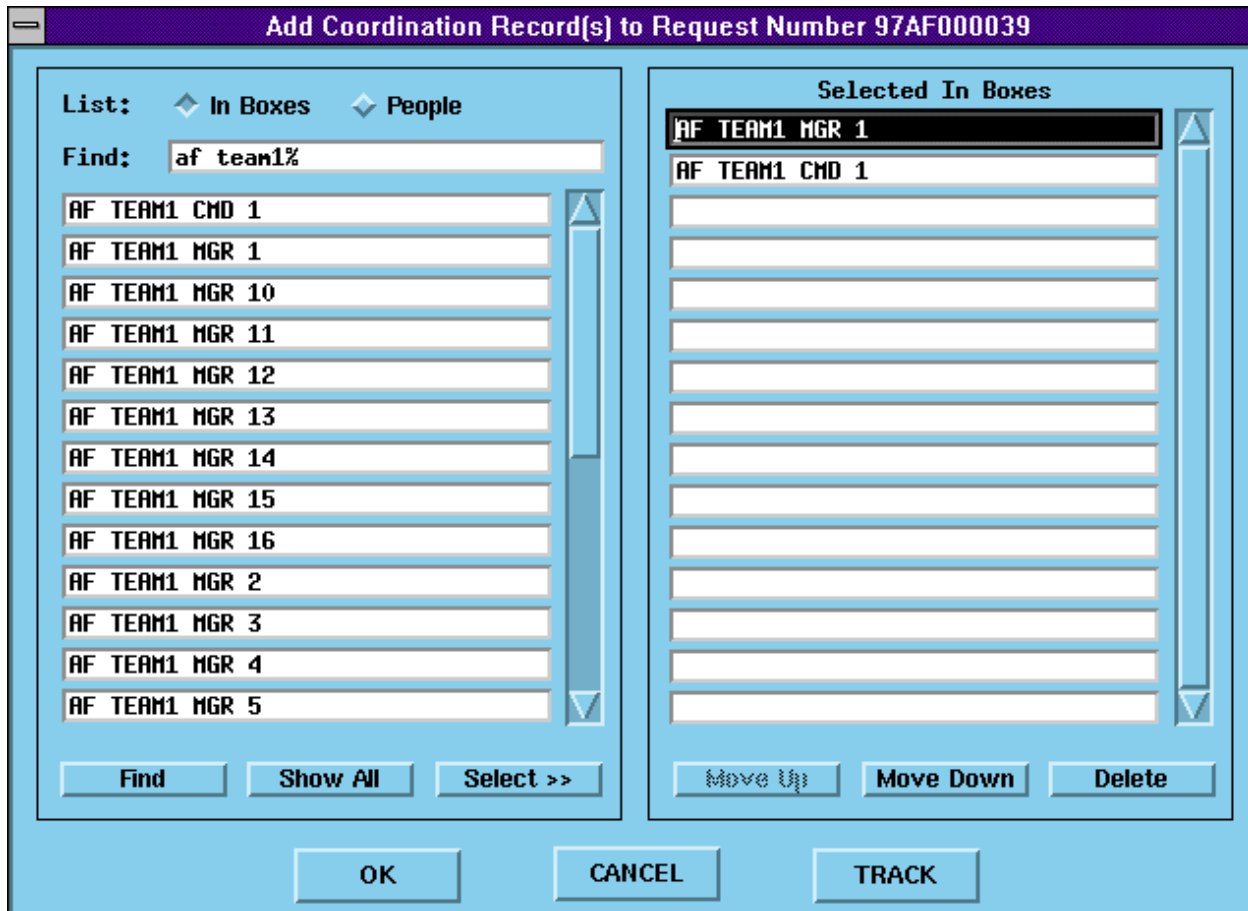 Add Coordination Record(s) to Request Number 97AF000039
List: In Boxes People
Find: af team1%
AF TEAM1 CMD 1
AF TEAM1 MGR 1
AF TEAM1 MGR 10
AF TEAM1 MGR 11
AF TEAM1 MGR 12
AF TEAM1 MGR 13
AF TEAM1 MGR 14
AF TEAM1 MGR 15
AF TEAM1 MGR 16
AF TEAM1 MGR 2
AF TEAM1 MGR 3
AF TEAM1 MGR 4
AF TEAM1 MGR 5
Find Show All Select >>
Selected In Boxes
AF TEAM1 MGR 1
AF TEAM1 CMD 1
Move Up Move Down Delete
OK CANCEL TRACK